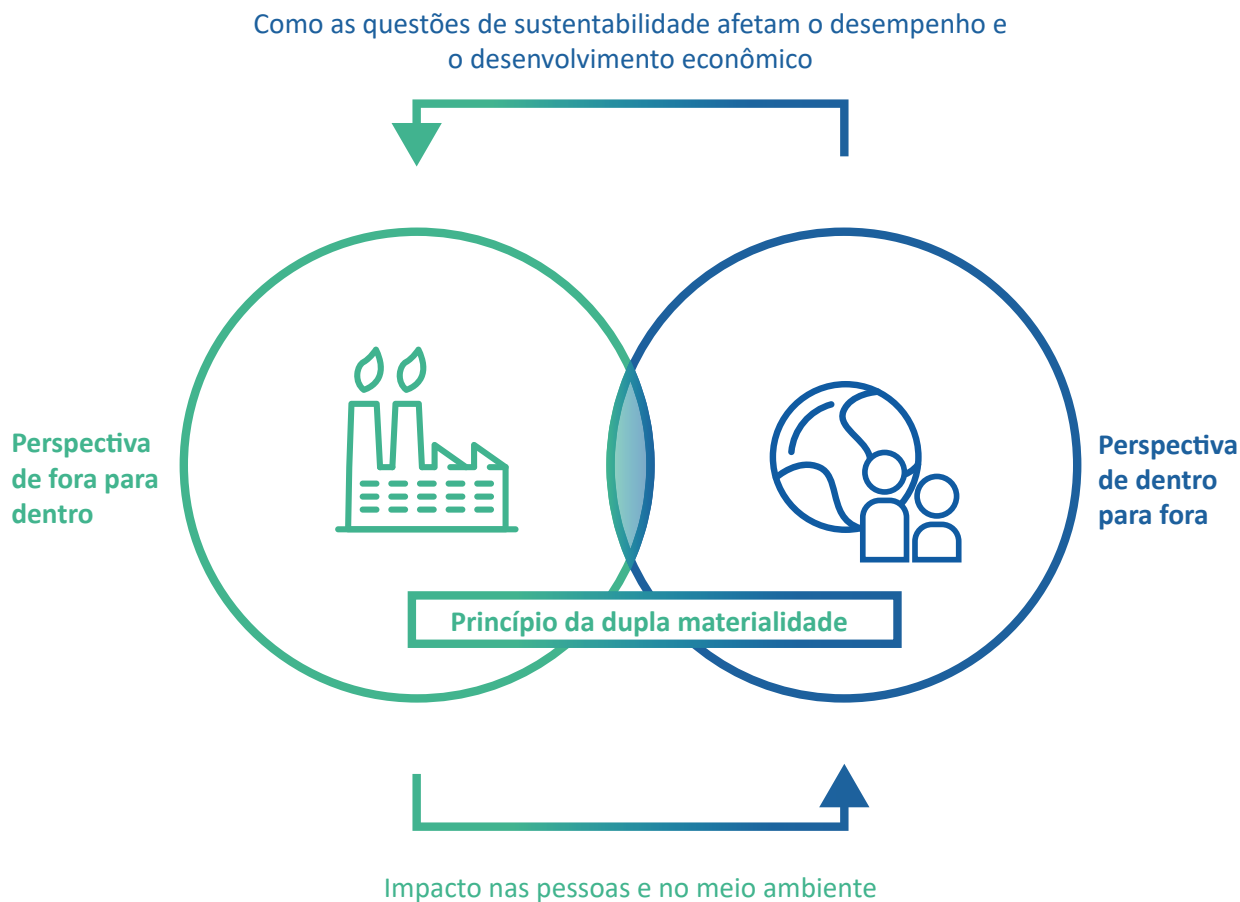 Como as questões de sustentabilidade afetam o desempenho e
o desenvolvimento econômico
Perspectiva
de fora para
dentro
Perspectiva
de dentro
para fora
Princípio da dupla materialidade
Impacto nas pessoas e no meio ambiente